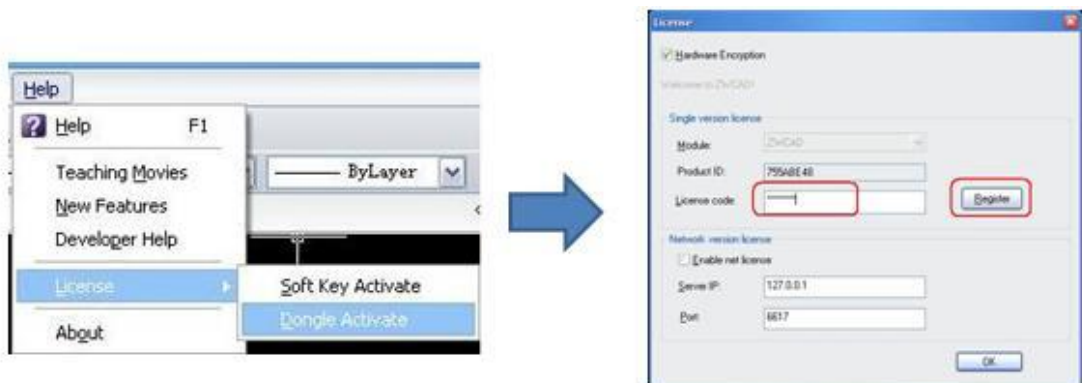 Help
Help F1
Teaching Movies
New Features
Developer Help
License
About
Soft Key Activate
Dongle Activate
ByLayer
License
Hardware Encryption
Welcome to ZWCAD!
Single version license
Module: ZWCAD
Product ID: 755ABE48
License code:
Register
Network version license
Enable net license
Server IP: 127.0.0.1
Port: 6617
OK